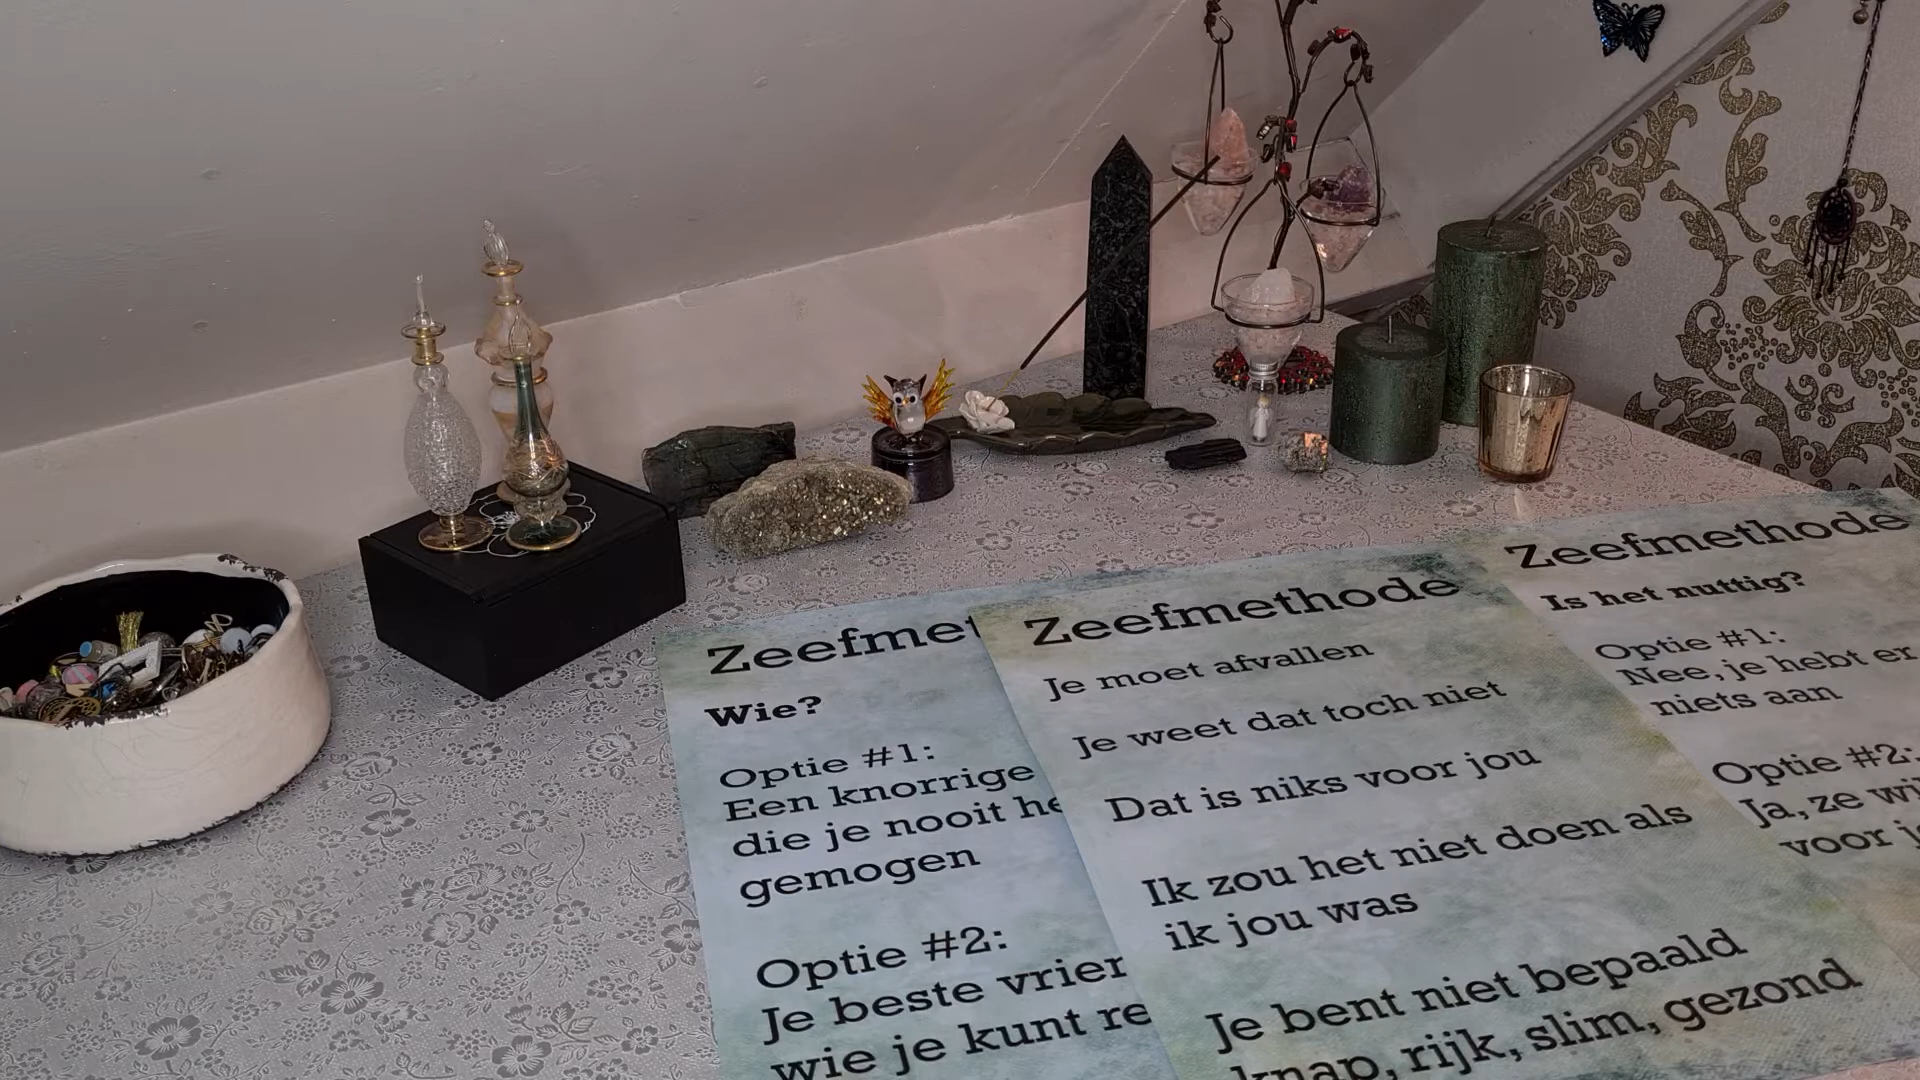 Zeefmet
Wie?
Optie #1:
Een knorrige
die je nooit he
gemogen
Optie #2:
Je beste vrien
wie je kunt re
Zeefmethode
Je moet afvallen
Je weet dat toch niet
Dat is niks voor jou
Ik zou het niet doen als
ik jou was
Je bent niet bepaald
knap, rijk, slim, gezond
Zeefmethode
Is het nuttig?
Optie #1:
Nee, je hebt er
niets aan
Optie #2:
Ja, ze wi
voor j